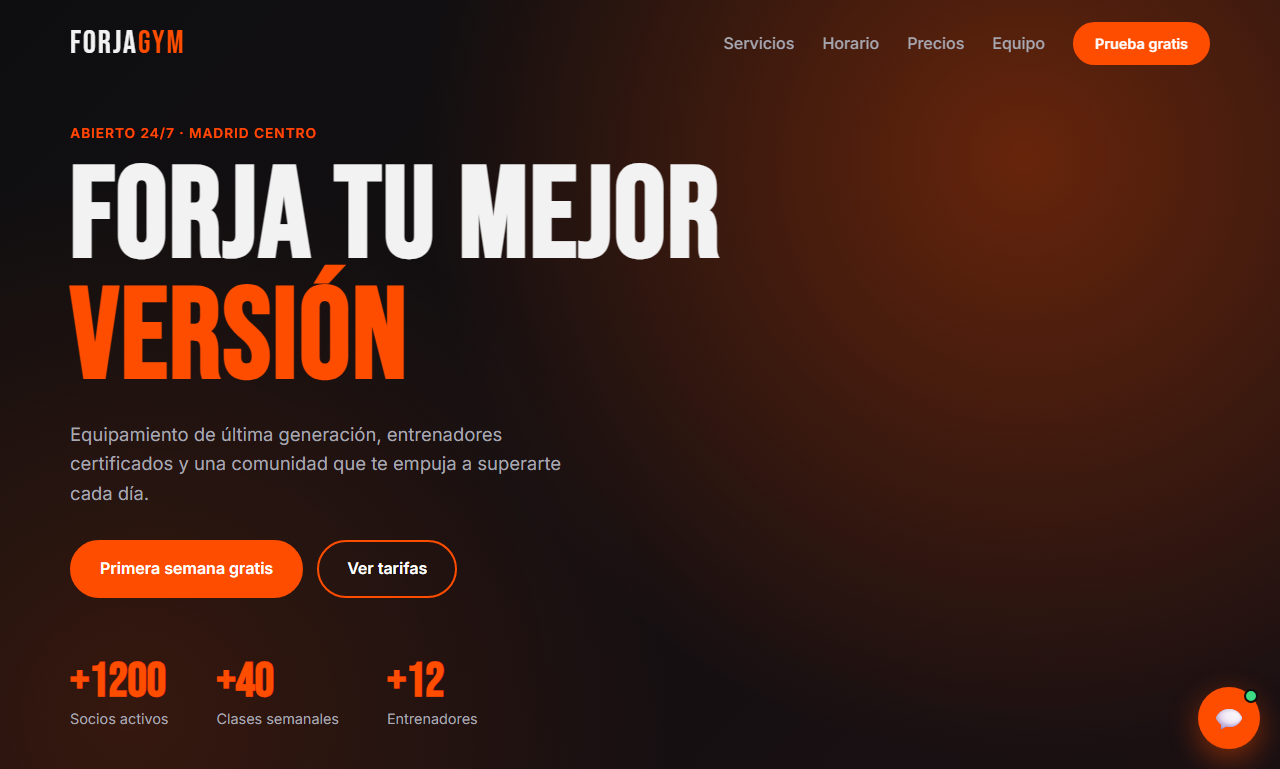 FORJAGYM
Servicios Horario Precios Equipo Prueba gratis
ABIERTO 24/7 · MADRID CENTRO
FORJA TU MEJOR
VERSIÓN
Equipamiento de última generación, entrenadores
certificados y una comunidad que te empuja a superarte
cada día.
Primera semana gratis Ver tarifas
+1200 +40 +12
Socios activos Clases semanales Entrenadores